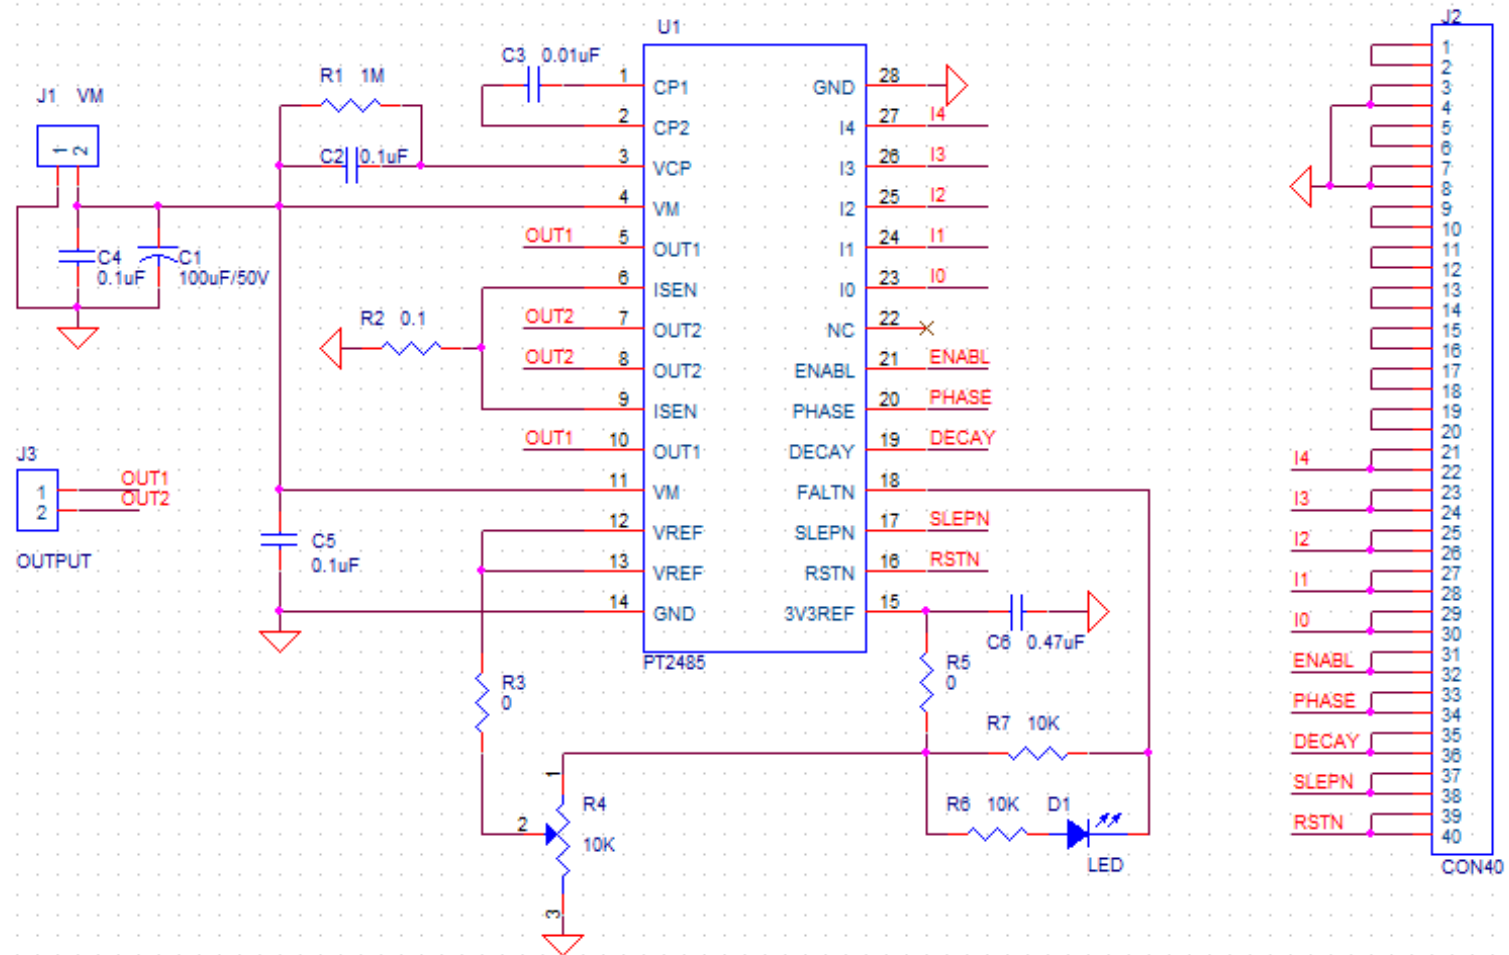 J1 VM
1 2
C4
0.1uF
C1
100uF/50V
R1 1M
C2 0.1uF
C3 0.01uF
R2 0.1
OUT1
OUT2
OUT2
OUT1
J3
1
2
OUT1
OUT2
OUTPUT
C5
0.1uF
U1
1 CP1
2 CP2
3 VCP
4 VM
5 OUT1
6 ISEN
7 OUT2
8 OUT2
9 ISEN
10 OUT1
11 VM
12 VREF
13 VREF
14 GND
GND 28
I4 27 I4
I3 26 I3
I2 25 I2
I1 24 I1
I0 23 I0
NC 22
ENABL 21 ENABL
PHASE 20 PHASE
DECAY 19 DECAY
FALTN 18
SLEPN 17 SLEPN
RSTN 16 RSTN
3V3REF 15
PT2485
C6 0.47uF
R3
0
R5
0
R7 10K
R6 10K D1
LED
1
2
3
R4
10K
J2
1
2
3
4
5
6
7
8
9
10
11
12
13
14
15
16
17
18
19
20
21
I4 22
23
I3 24
25
I2 26
27
I1 28
29
I0 30
31
ENABL 32
33
PHASE 34
35
DECAY 36
37
SLEPN 38
39
RSTN 40
CON40